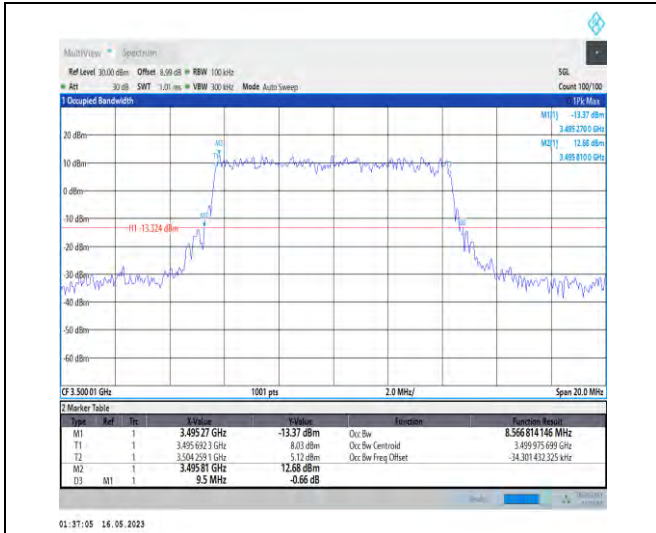 MultiView Spectrum
Ref Level 30.00 dBm Offset 8.99 dB RBW 100 kHz SGL
Att 30 dB SWT 1.01 ms VBW 300 kHz Mode Auto Sweep Count 100/100
1 Occupied Bandwidth 1Pk Max
M1[1] -13.37 dBm
3.495 2700 GHz
20 dBm
M2[1] 12.68 dBm
3.495 8100 GHz
M2
T1
10 dBm
0 dBm
-10 dBm
H1 -13.324 dBm
-20 dBm
-30 dBm
-40 dBm
-50 dBm
-60 dBm
CF 3.500 01 GHz 1001 pts 2.0 MHz/ Span 20.0 MHz
2 Marker Table
Type Ref Trc X-Value Y-Value Function Function Result
M1 1 3.495 27 GHz -13.37 dBm Occ Bw 8.566 814 146 MHz
T1 1 3.495 692 3 GHz 8.03 dBm Occ Bw Centroid 3.499 975 699 GHz
T2 1 3.504 259 1 GHz 5.12 dBm Occ Bw Freq Offset -34.301 432 325 kHz
M2 1 3.495 81 GHz 12.68 dBm
D3 M1 1 9.5 MHz -0.66 dB
01:37:05 16.05.2023